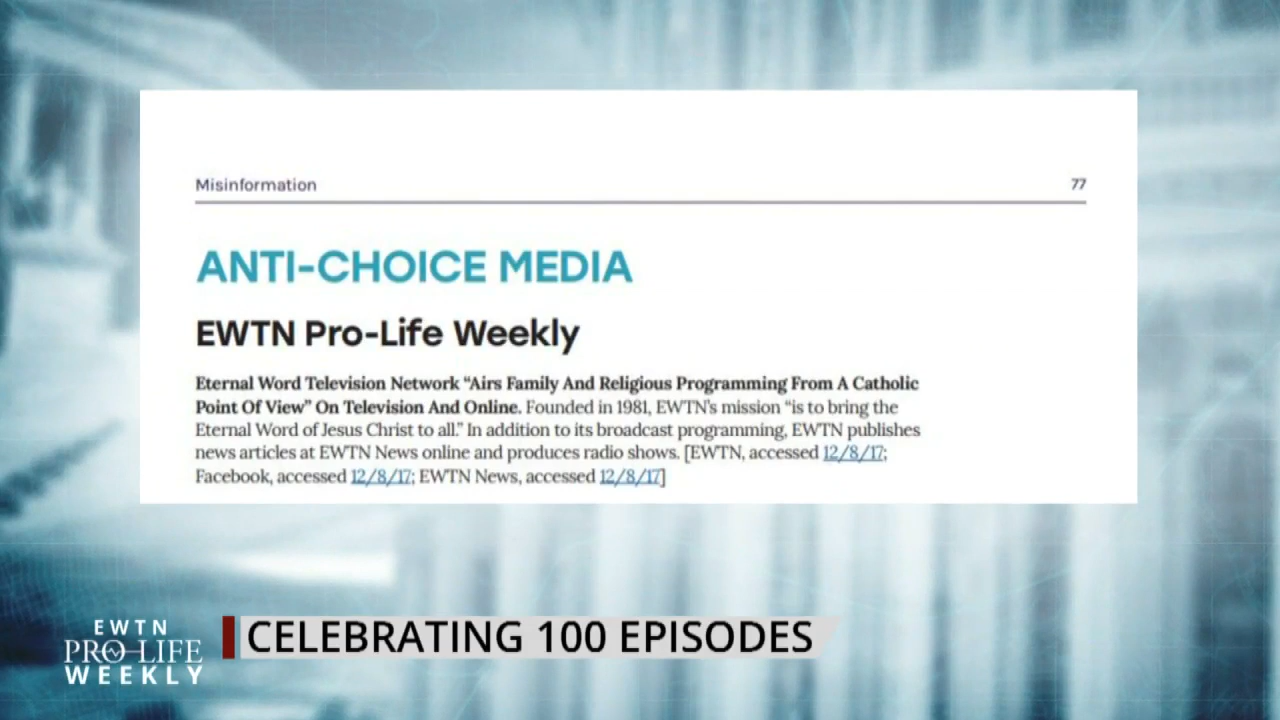 Misinformation 77
ANTI-CHOICE MEDIA
EWTN Pro-Life Weekly
Eternal Word Television Network “Airs Family And Religious Programming From A Catholic
Point Of View” On Television And Online. Founded in 1981, EWTN's mission “is to bring the
Eternal Word of Jesus Christ to all.” In addition to its broadcast programming, EWTN publishes
news articles at EWTN News online and produces radio shows. [EWTN, accessed 12/8/17;
Facebook, accessed 12/8/17; EWTN News, accessed 12/8/17]
EWTN
PRO-LIFE
WEEKLY
CELEBRATING 100 EPISODES